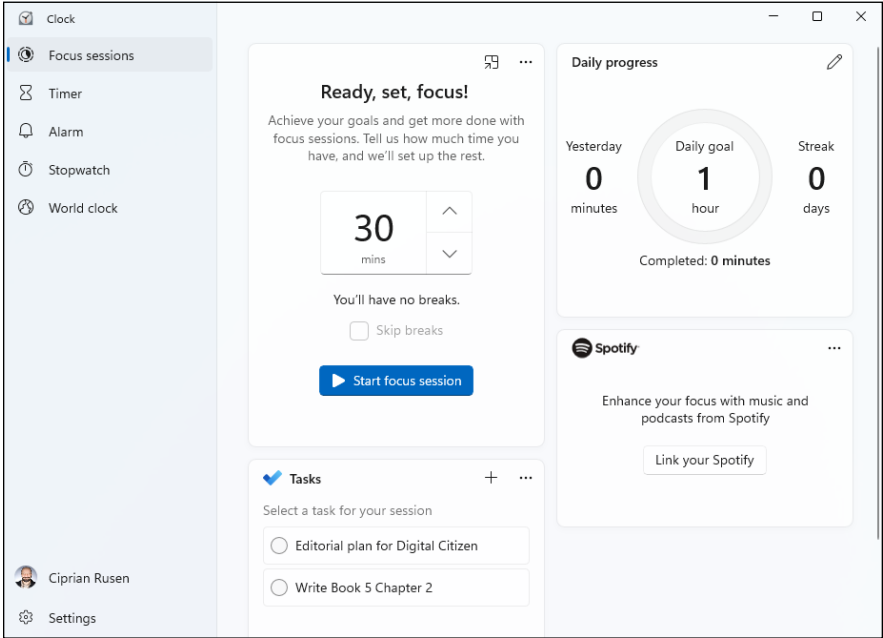 Clock
Focus sessions
Timer
Alarm
Stopwatch
World clock
Ciprian Rusen
Settings
Ready, set, focus!
Achieve your goals and get more done with
focus sessions. Tell us how much time you
have, and we'll set up the rest.
30
mins
You'll have no breaks.
Skip breaks
Start focus session
Tasks
Select a task for your session
Editorial plan for Digital Citizen
Write Book 5 Chapter 2
Daily progress
Yesterday
0
minutes
Daily goal
1
hour
Streak
0
days
Completed: 0 minutes
Spotify
Enhance your focus with music and
podcasts from Spotify
Link your Spotify